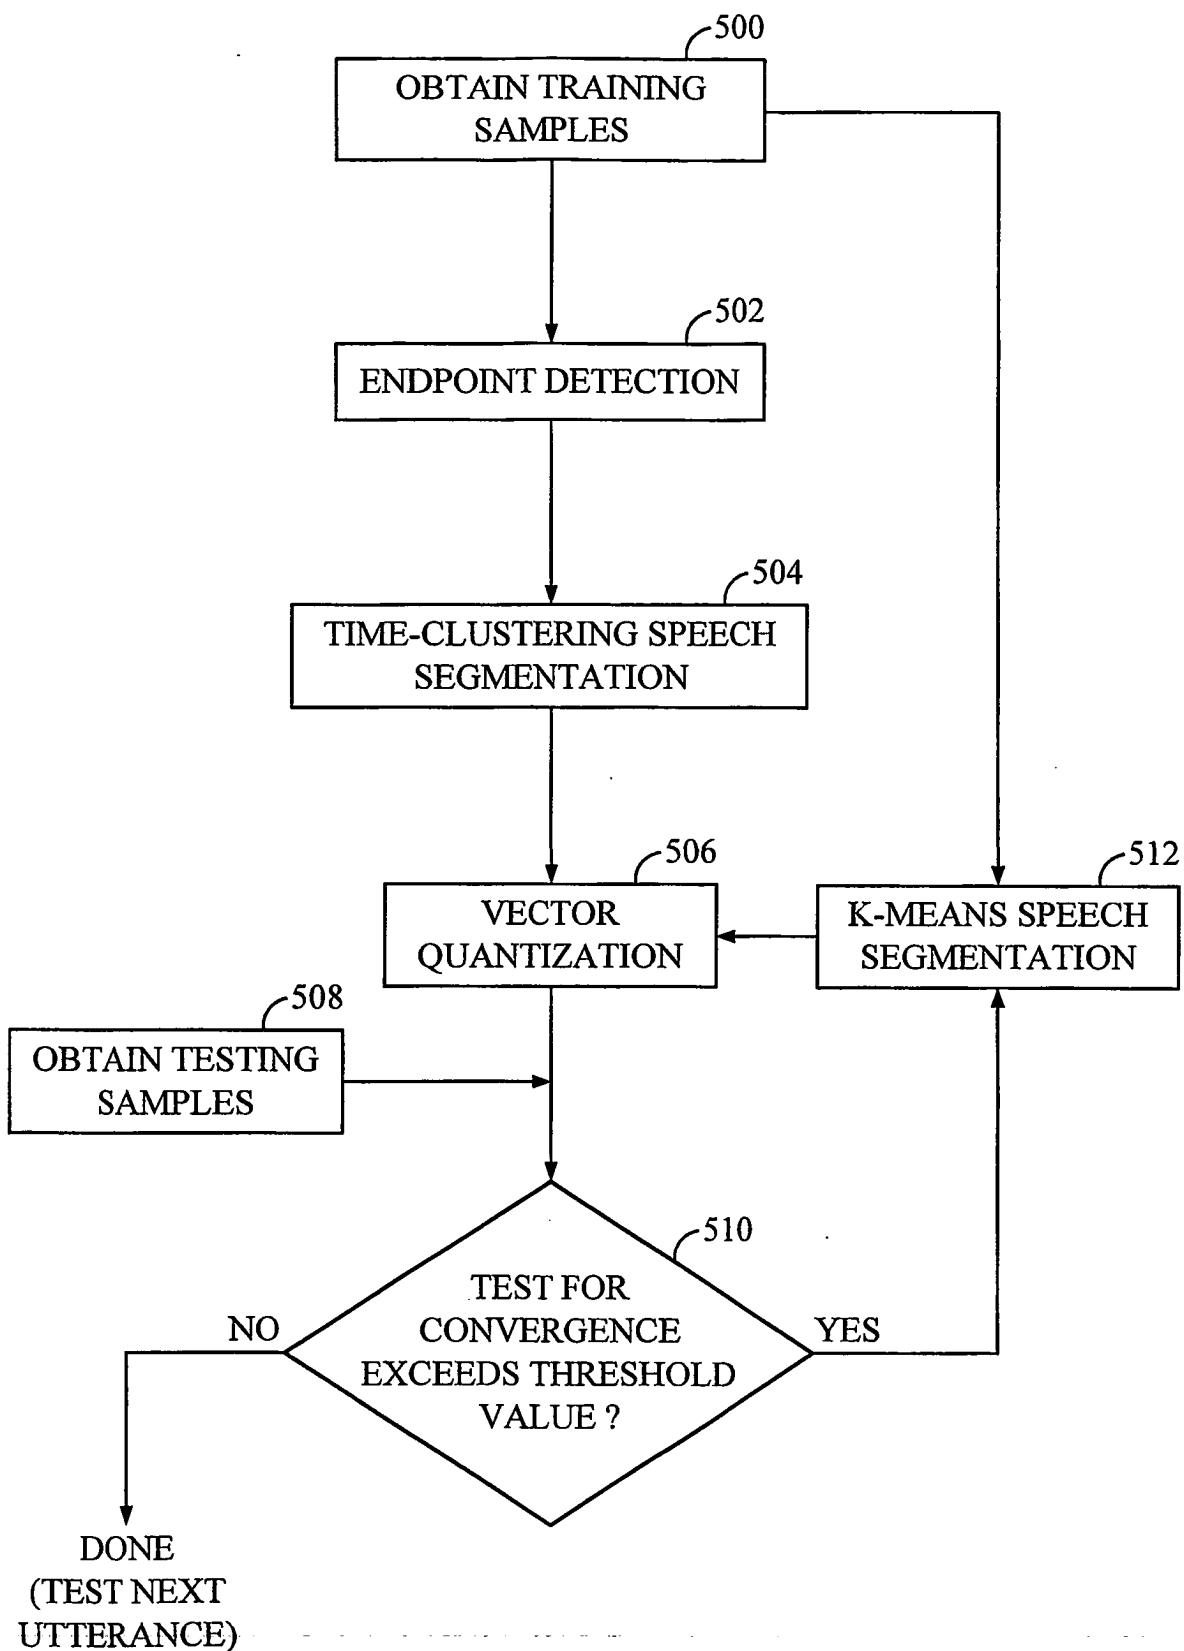 500
OBTAIN TRAINING
SAMPLES
502
ENDPOINT DETECTION
504
TIME-CLUSTERING SPEECH
SEGMENTATION
506
VECTOR
QUANTIZATION
512
K-MEANS SPEECH
SEGMENTATION
508
OBTAIN TESTING
SAMPLES
510
TEST FOR
CONVERGENCE
EXCEEDS THRESHOLD
VALUE ?
NO
YES
DONE
(TEST NEXT
UTTERANCE)